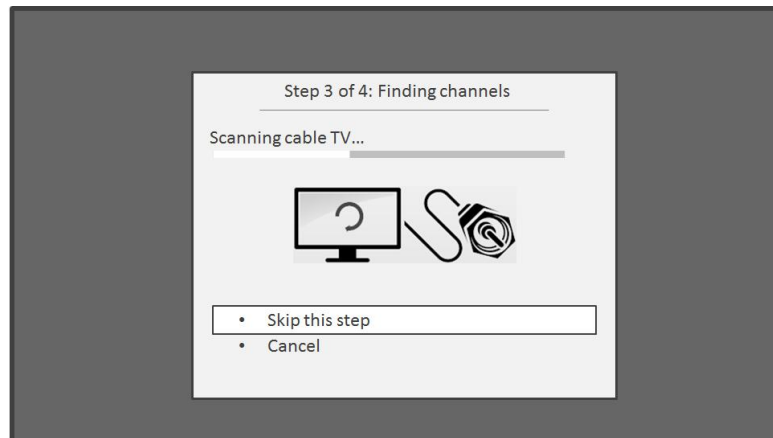 Step 3 of 4: Finding channels
Scanning cable TV...
• Skip this step
• Cancel